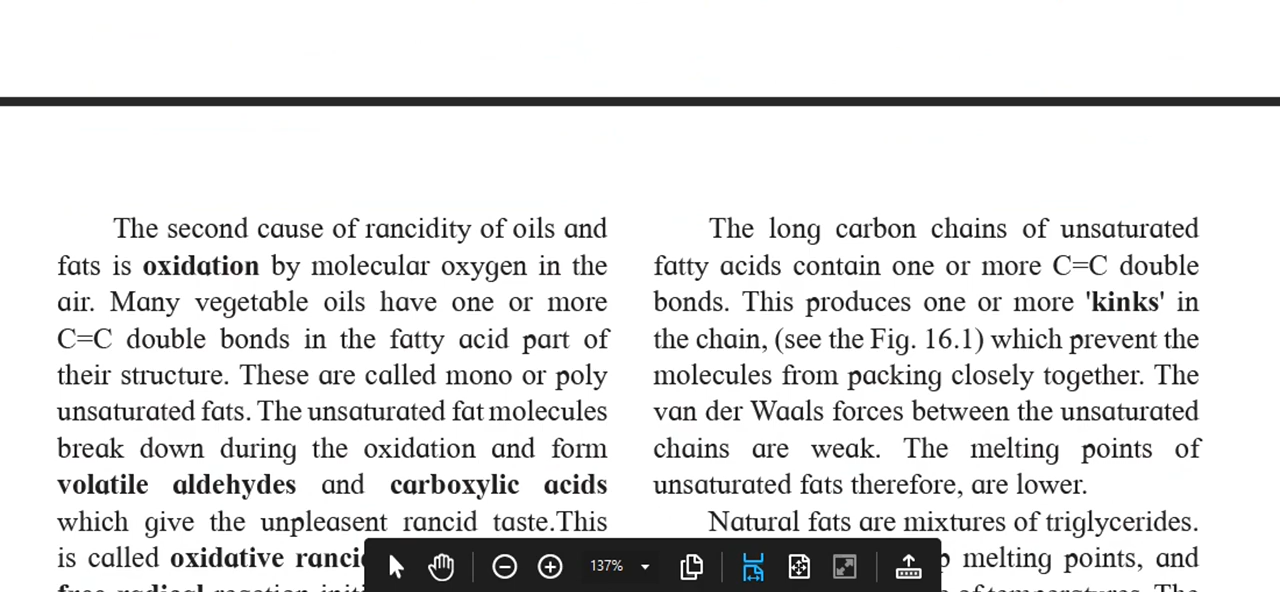 The second cause of rancidity of oils and
fats is oxidation by molecular oxygen in the
air. Many vegetable oils have one or more
C=C double bonds in the fatty acid part of
their structure. These are called mono or poly
unsaturated fats. The unsaturated fat molecules
break down during the oxidation and form
volatile aldehydes and carboxylic acids
which give the unpleasent rancid taste.This
is called oxidative
The long carbon chains of unsaturated
fatty acids contain one or more C=C double
bonds. This produces one or more 'kinks' in
the chain, (see the Fig. 16.1) which prevent the
molecules from packing closely together. The
van der Waals forces between the unsaturated
chains are weak. The melting points of
unsaturated fats therefore, are lower.
Natural fats are mixtures of triglycerides.
melting points, and
137%